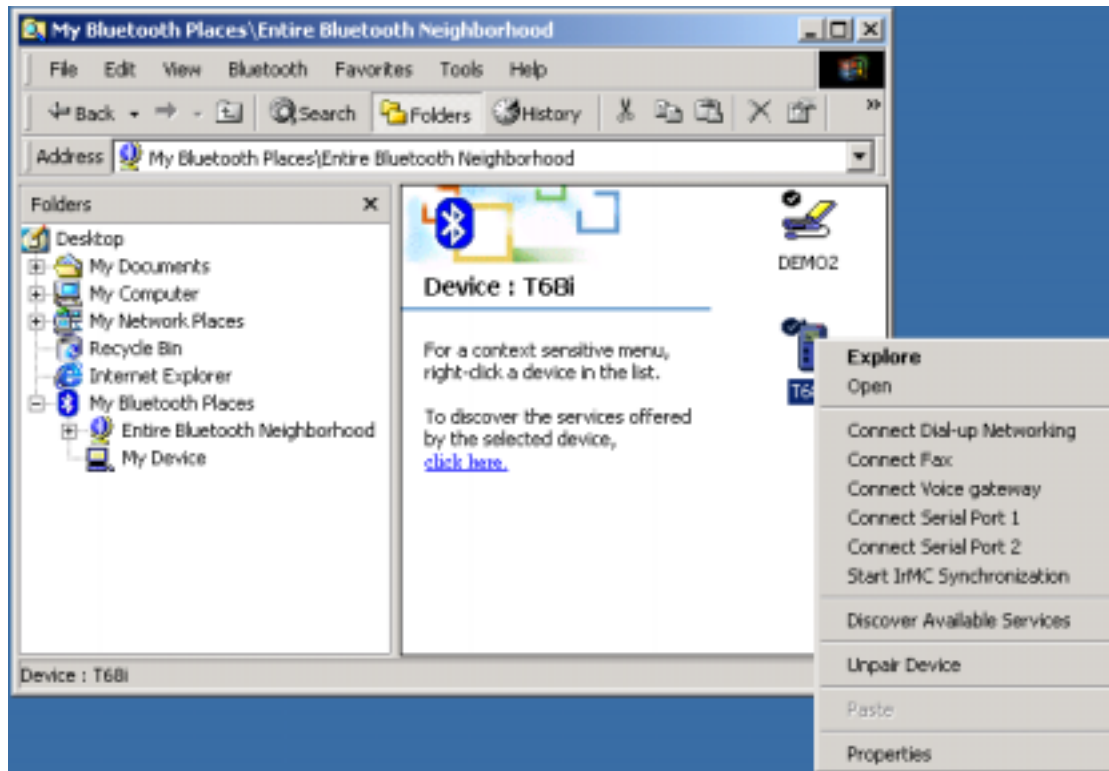 My Bluetooth Places\Entire Bluetooth Neighborhood
File Edit View Bluetooth Favorites Tools Help
Back Search Folders History »
Address My Bluetooth Places\Entire Bluetooth Neighborhood
Folders
Desktop
My Documents
My Computer
My Network Places
Recycle Bin
Internet Explorer
My Bluetooth Places
Entire Bluetooth Neighborhood
My Device
Device : T68i
For a context sensitive menu,
right-click a device in the list.
To discover the services offered
by the selected device,
click here.
DEMO2
Explore
Open
Connect Dial-up Networking
Connect Fax
Connect Voice gateway
Connect Serial Port 1
Connect Serial Port 2
Start IrMC Synchronization
Discover Available Services
Unpair Device
Paste
Properties
Device : T68i